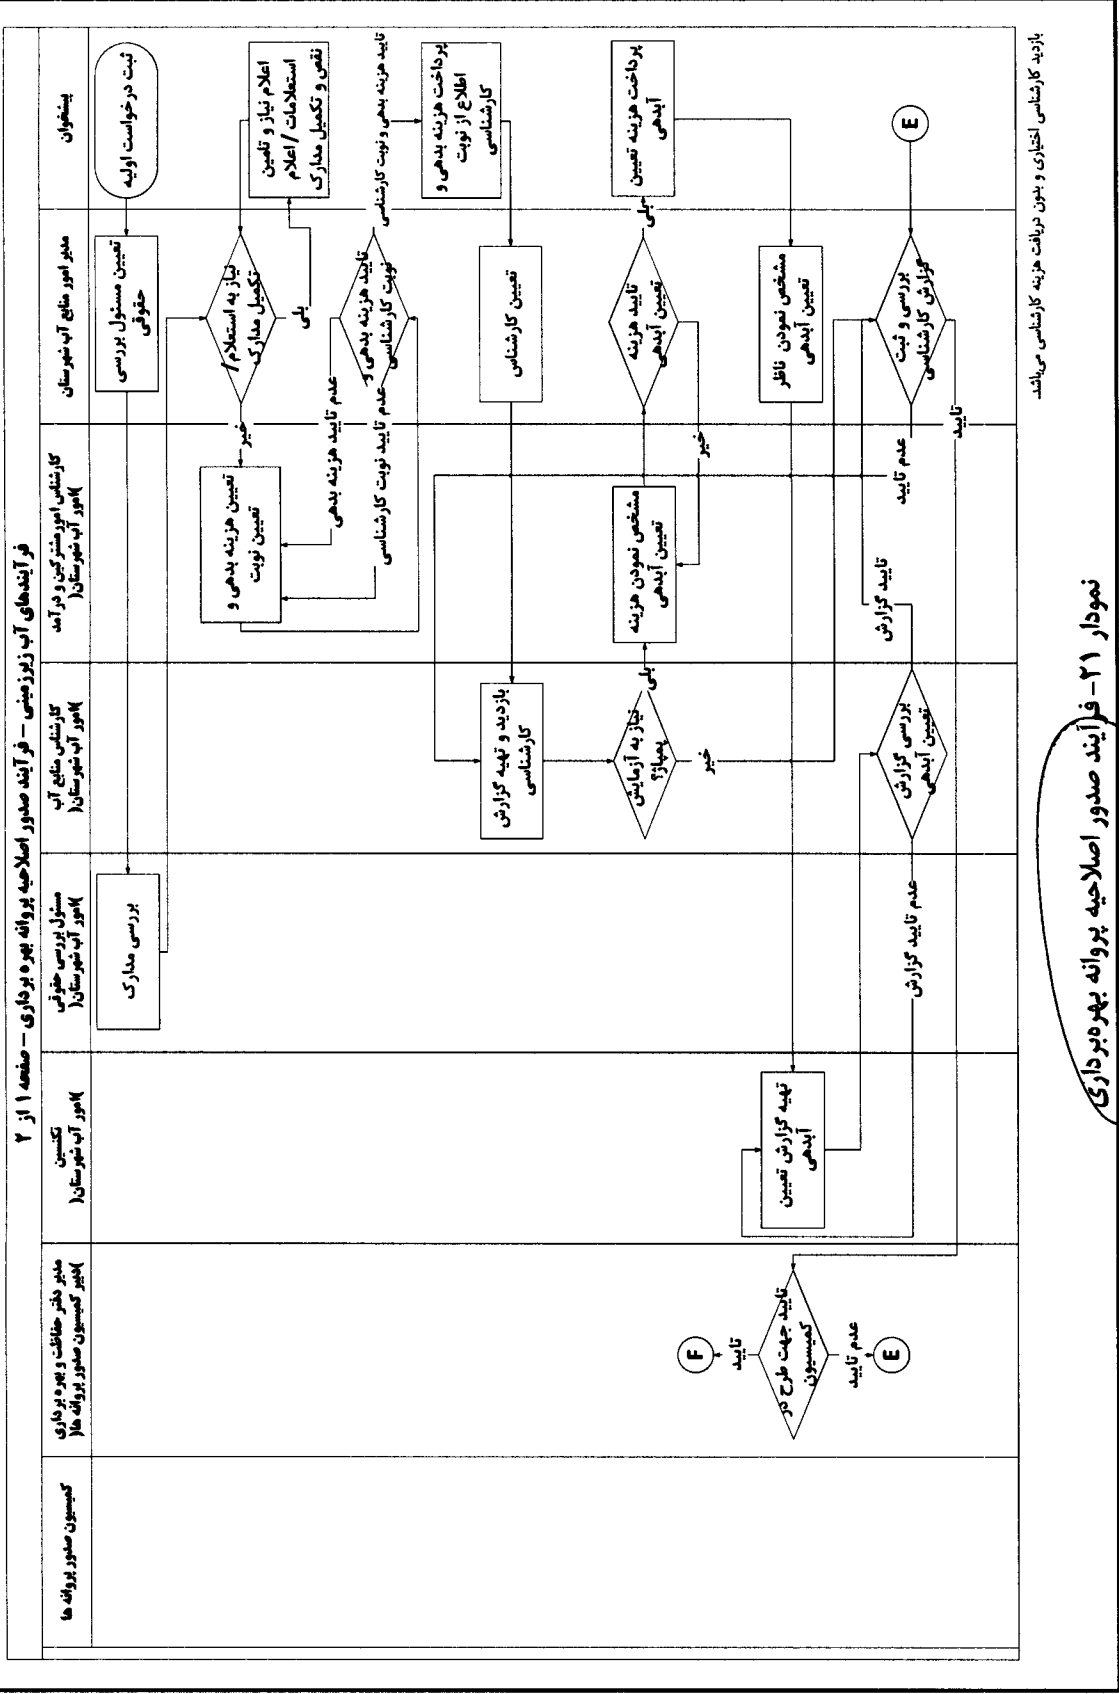 فرآیندهای آب زیرزمینی – فرآیند صدور اصلاحیه پروانه بهره برداری – صفحه ۱ از ۲
پیشخوان
مدیر امور منابع آب شهرستان
کارشناس امور مشترکین و درآمد
)امور آب شهرستان(
کارشناس منابع آب
)امور آب شهرستان(
مسئول بررسی حقوقی
)امور آب شهرستان(
تکنسین
)امور آب شهرستان(
مدیر دفتر حفاظت و بهره برداری
)دبیر کمیسیون صدور پروانه ها(
کمیسیون صدور پروانه ها
ثبت درخواست اولیه
تعیین مسئول بررسی
حقوقی
بررسی مدارک
اعلام نیاز و تامین
استعلامات / اعلام
نقص و تکمیل مدارک
نیاز به استعلام/
تکمیل مدارک
بلی
خیر
تعیین هزینه بدهی و
تعیین نوبت
تایید هزینه بدهی و نوبت کارشناسی
تایید هزینه بدهی و
نوبت کارشناسی
عدم تایید هزینه بدهی
عدم تایید نوبت کارشناسی
پرداخت هزینه بدهی و
اطلاع از نوبت
کارشناسی
تعیین کارشناس
بازدید و تهیه گزارش
کارشناسی
نیاز به آزمایش
پمپاژ؟
بلی
خیر
مشخص نمودن هزینه
تعیین آبدهی
تایید هزینه
تعیین آبدهی
بلی
خیر
پرداخت هزینه تعیین
آبدهی
مشخص نمودن ناظر
تعیین آبدهی
تهیه گزارش تعیین
آبدهی
بررسی گزارش
تعیین آبدهی
تایید گزارش
عدم تایید گزارش
E
بررسی و ثبت
گزارش کارشناسی
تایید
عدم تایید
تایید جهت طرح در
کمیسیون
تایید
F
عدم تایید
E
بازدید کارشناسی اختیاری و بدون دریافت هزینه کارشناسی می‌باشد.
نمودار ۲۱- فرآیند صدور اصلاحیه پروانه بهره‌برداری